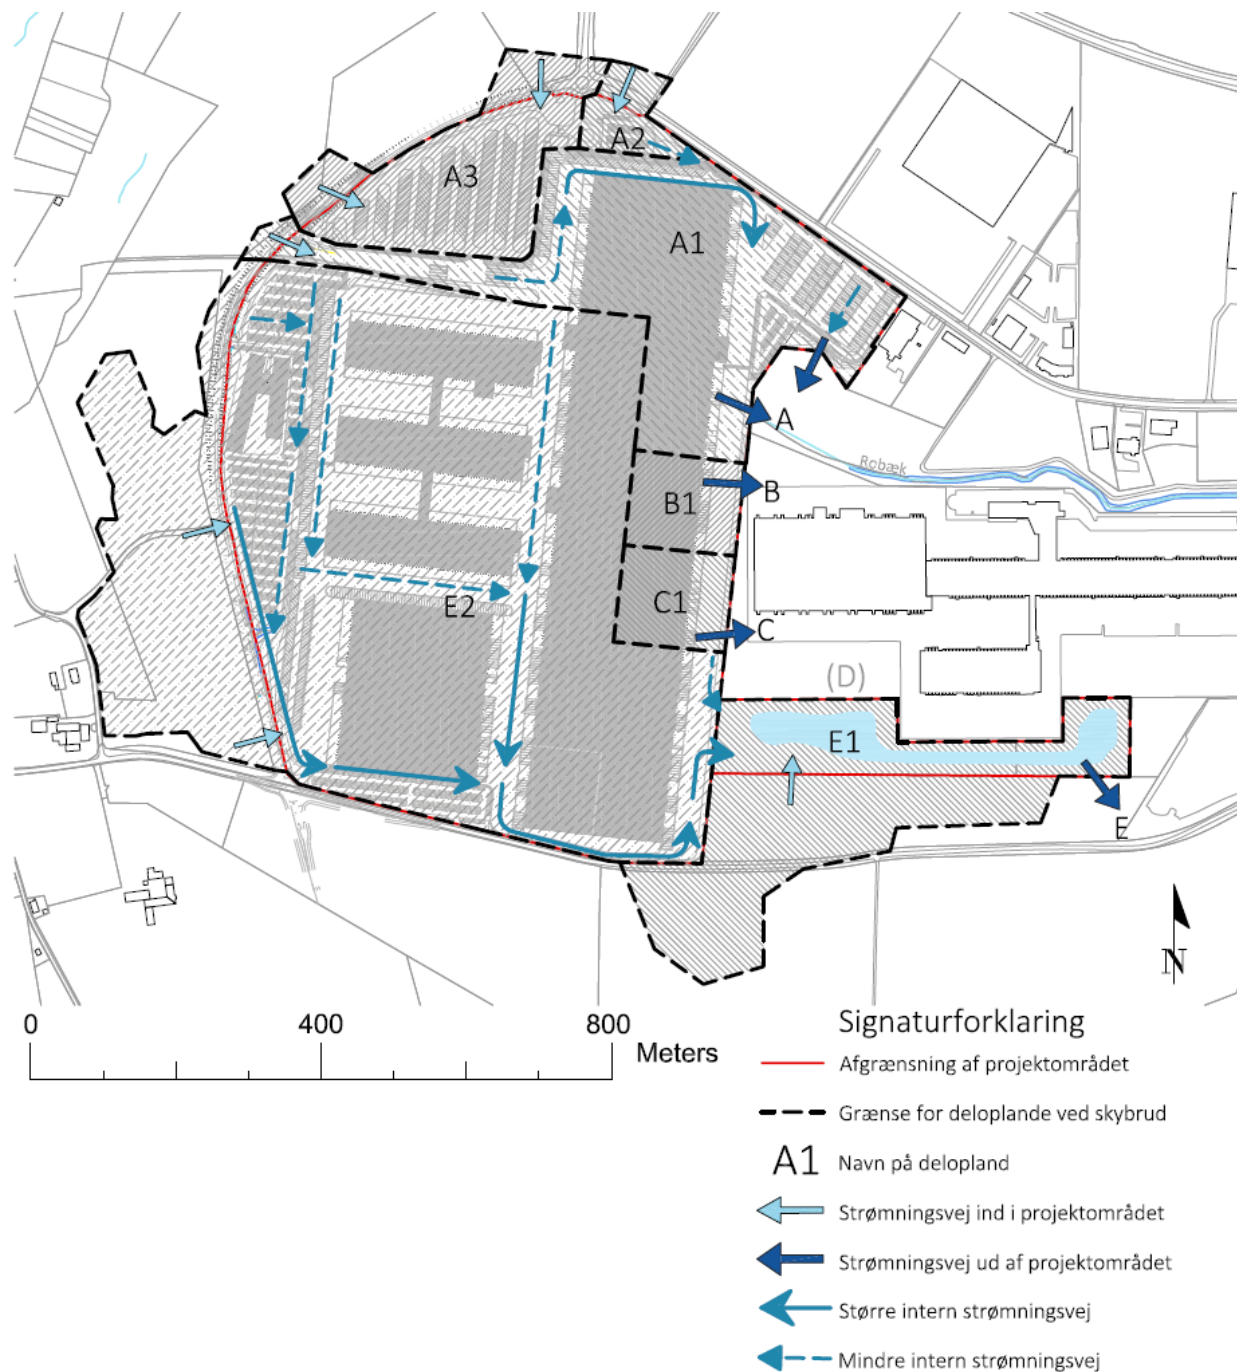 A2
A3
A1
A
Robæk
B
B1
C1
C
E2
(D)
E1
E
N
0 400 800
Meters
Signaturforklaring
Afgrænsning af projektområdet
Grænse for deloplande ved skybrud
A1 Navn på delopland
Strømningsvej ind i projektområdet
Strømningsvej ud af projektområdet
Større intern strømningsvej
Mindre intern strømningsvej